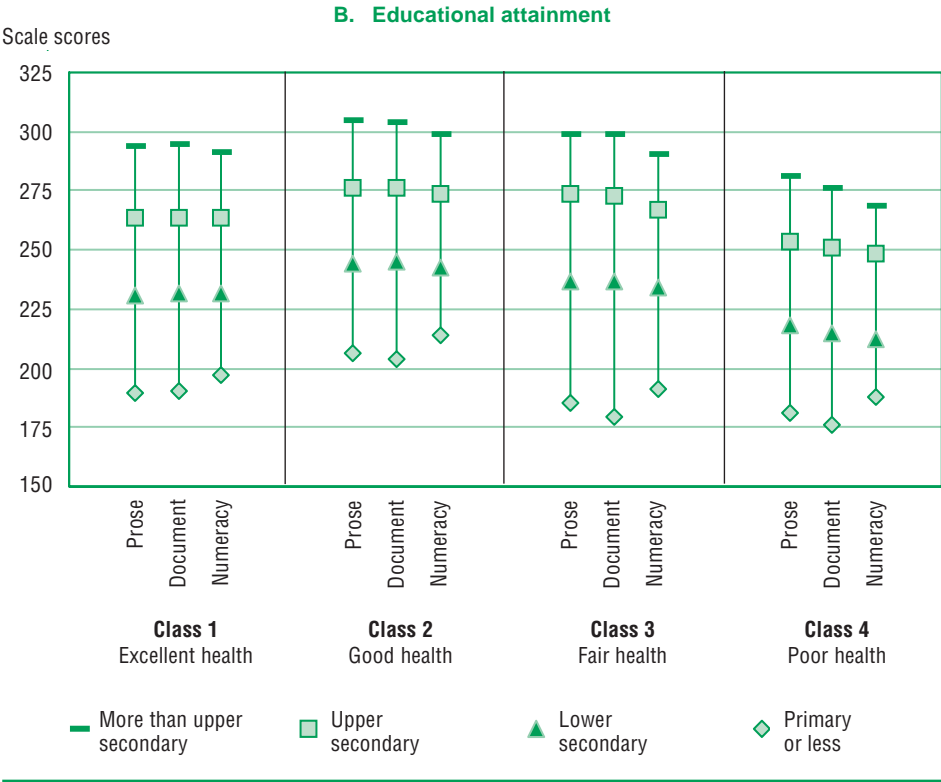 B. Educational attainment
Scale scores
325
300
275
250
225
200
175
150
Prose
Document
Numeracy
Prose
Document
Numeracy
Prose
Document
Numeracy
Prose
Document
Numeracy
Class 1
Excellent health
Class 2
Good health
Class 3
Fair health
Class 4
Poor health
More than upper
secondary
Upper
secondary
Lower
secondary
Primary
or less